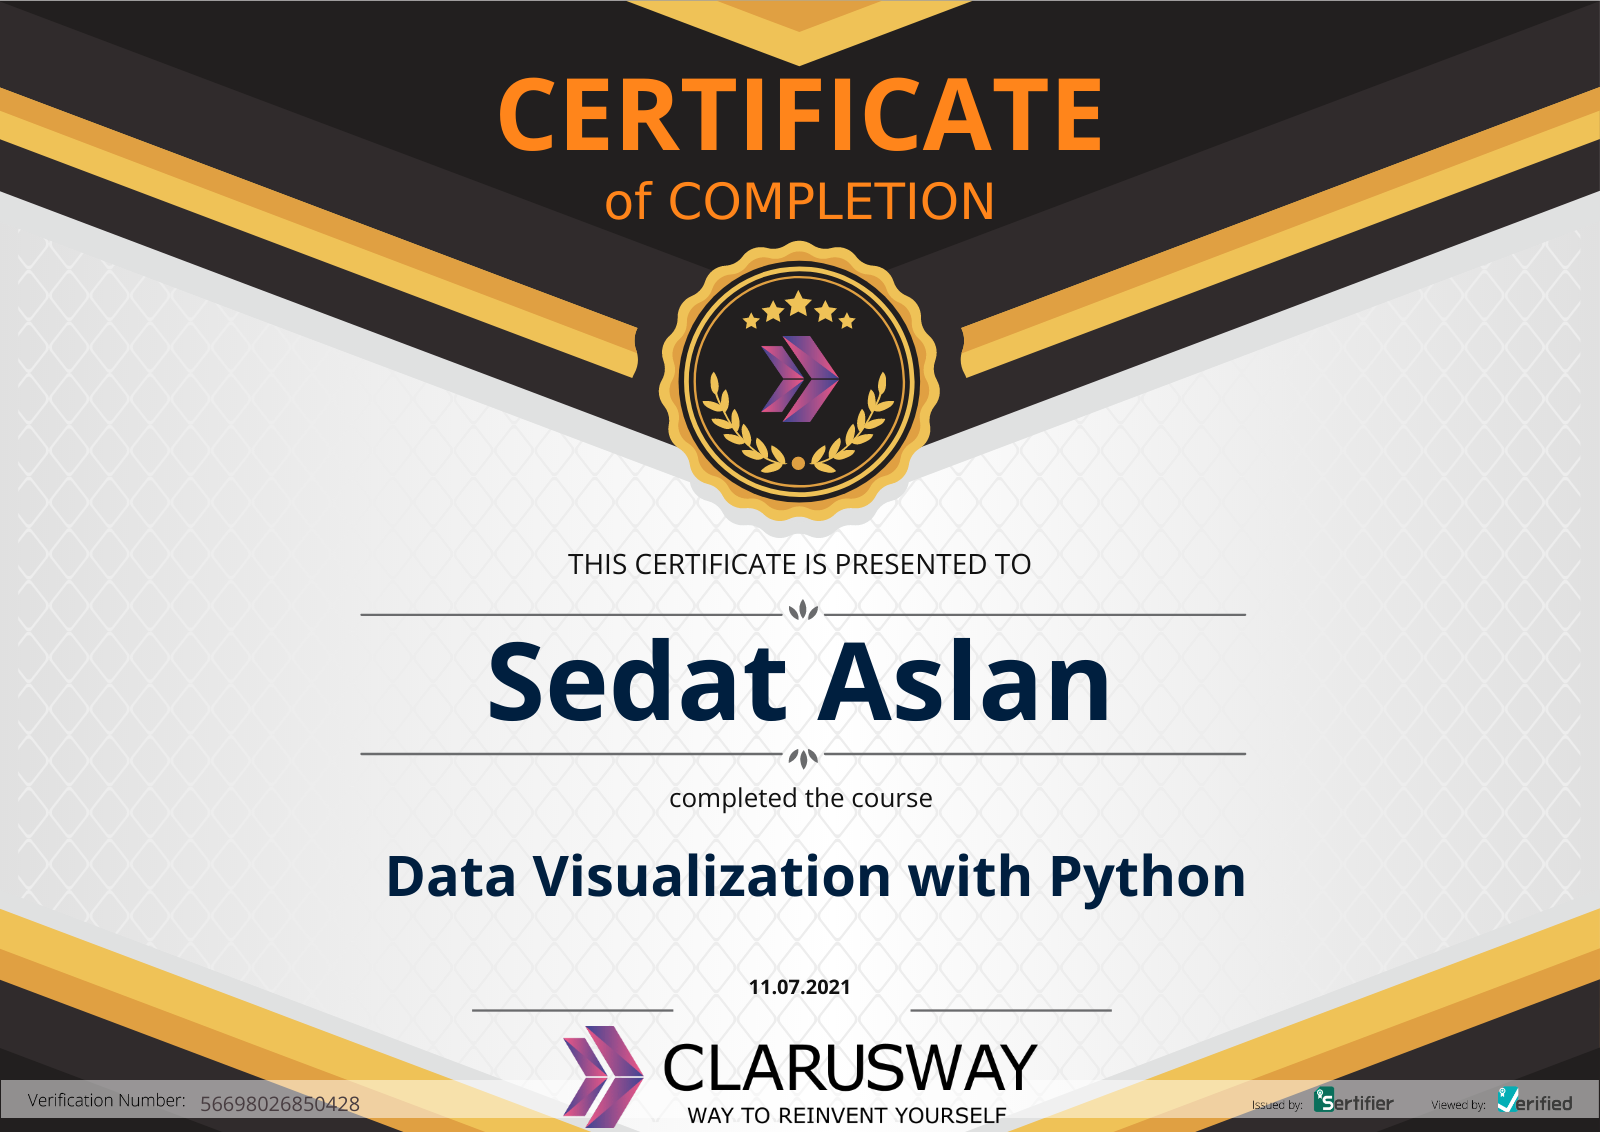 CERTIFICATE
of COMPLETION
THIS CERTIFICATE IS PRESENTED TO
Sedat Aslan
completed the course
Data Visualization with Python
11.07.2021
CLARUSWAY
WAY TO REINVENT YOURSELF
Verification Number: 56698026850428
Issued by: Sertifier Viewed by: Verified